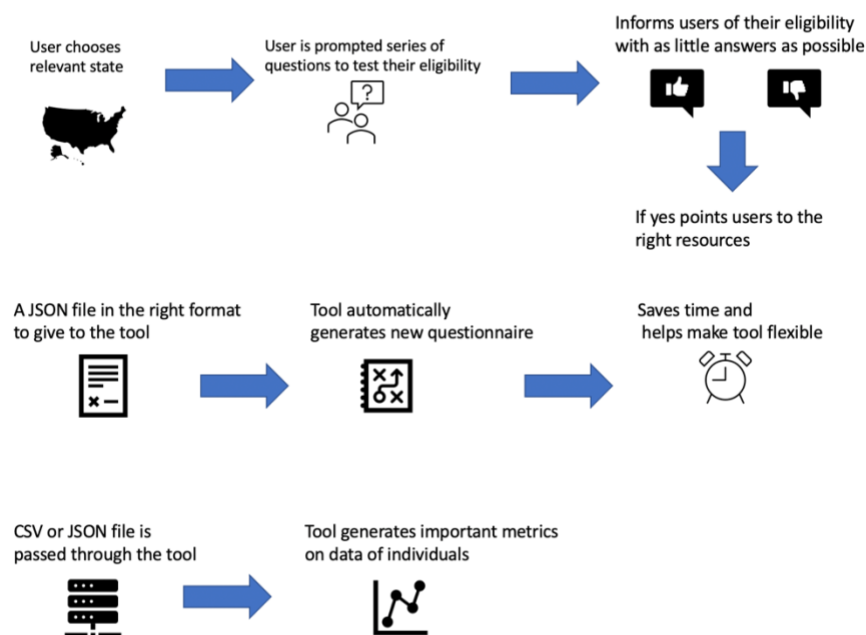 User chooses
relevant state
User is prompted series of
questions to test their eligibility
Informs users of their eligibility
with as little answers as possible
?
If yes points users to the
right resources
A JSON file in the right format
to give to the tool
Tool automatically
generates new questionnaire
Saves time and
helps make tool flexible
CSV or JSON file is
passed through the tool
Tool generates important metrics
on data of individuals